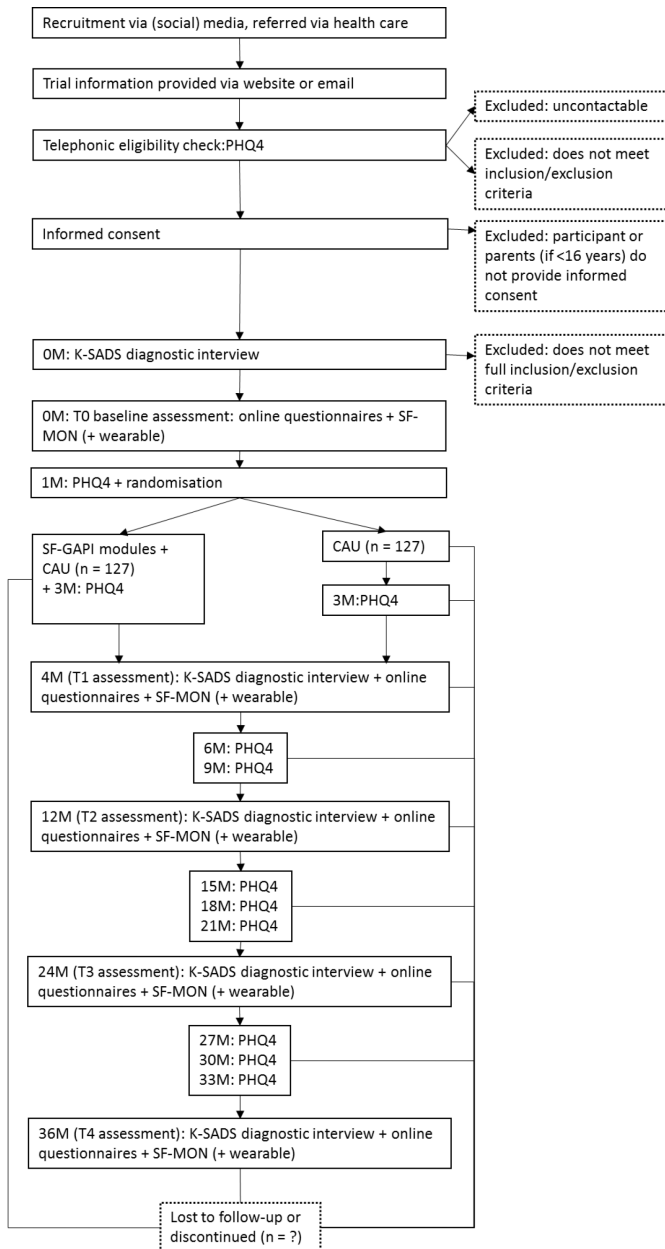 Recruitment via (social) media, referred via health care
Trial information provided via website or email
Excluded: uncontactable
Telephonic eligibility check:PHQ4
Excluded: does not meet
inclusion/exclusion
criteria
Informed consent
Excluded: participant or
parents (if <16 years) do
not provide informed
consent
0M: K-SADS diagnostic interview
Excluded: does not meet
full inclusion/exclusion
criteria
0M: T0 baseline assessment: online questionnaires + SF-
MON (+ wearable)
1M: PHQ4 + randomisation
SF-GAPI modules +
CAU (n = 127)
+ 3M: PHQ4
CAU (n = 127)
3M:PHQ4
4M (T1 assessment): K-SADS diagnostic interview + online
questionnaires + SF-MON (+ wearable)
6M: PHQ4
9M: PHQ4
12M (T2 assessment): K-SADS diagnostic interview + online
questionnaires + SF-MON (+ wearable)
15M: PHQ4
18M: PHQ4
21M: PHQ4
24M (T3 assessment): K-SADS diagnostic interview + online
questionnaires + SF-MON (+ wearable)
27M: PHQ4
30M: PHQ4
33M: PHQ4
36M (T4 assessment): K-SADS diagnostic interview + online
questionnaires + SF-MON (+ wearable)
Lost to follow-up or
discontinued (n = ?)